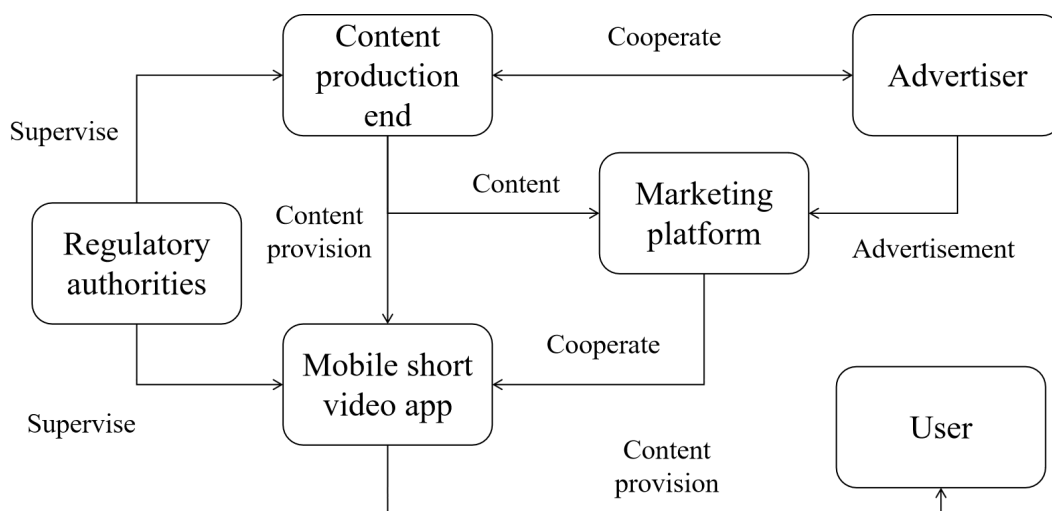 Content
production
end
Cooperate
Advertiser
Supervise
Content
Marketing
platform
Content
provision
Regulatory
authorities
Advertisement
Cooperate
Mobile short
video app
Supervise
User
Content
provision